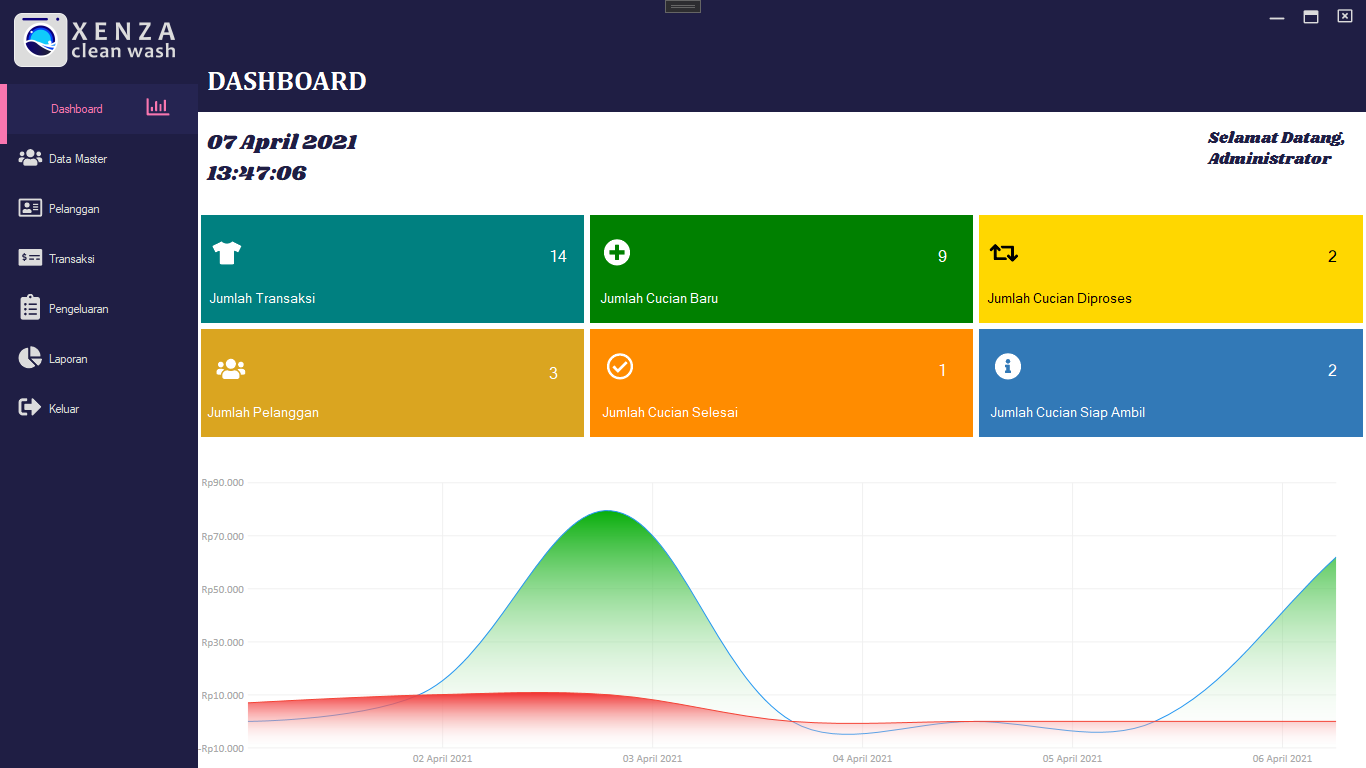 XENZA
clean wash
DASHBOARD
Dashboard
Data Master
Pelanggan
Transaksi
Pengeluaran
Laporan
Keluar
07 April 2021
13:47:06
Selamat Datang,
Administrator
14
Jumlah Transaksi
9
Jumlah Cucian Baru
2
Jumlah Cucian Diproses
3
Jumlah Pelanggan
1
Jumlah Cucian Selesai
2
Jumlah Cucian Siap Ambil
Rp90.000
Rp70.000
Rp50.000
Rp30.000
Rp10.000
-Rp10.000
02 April 2021
03 April 2021
04 April 2021
05 April 2021
06 April 2021